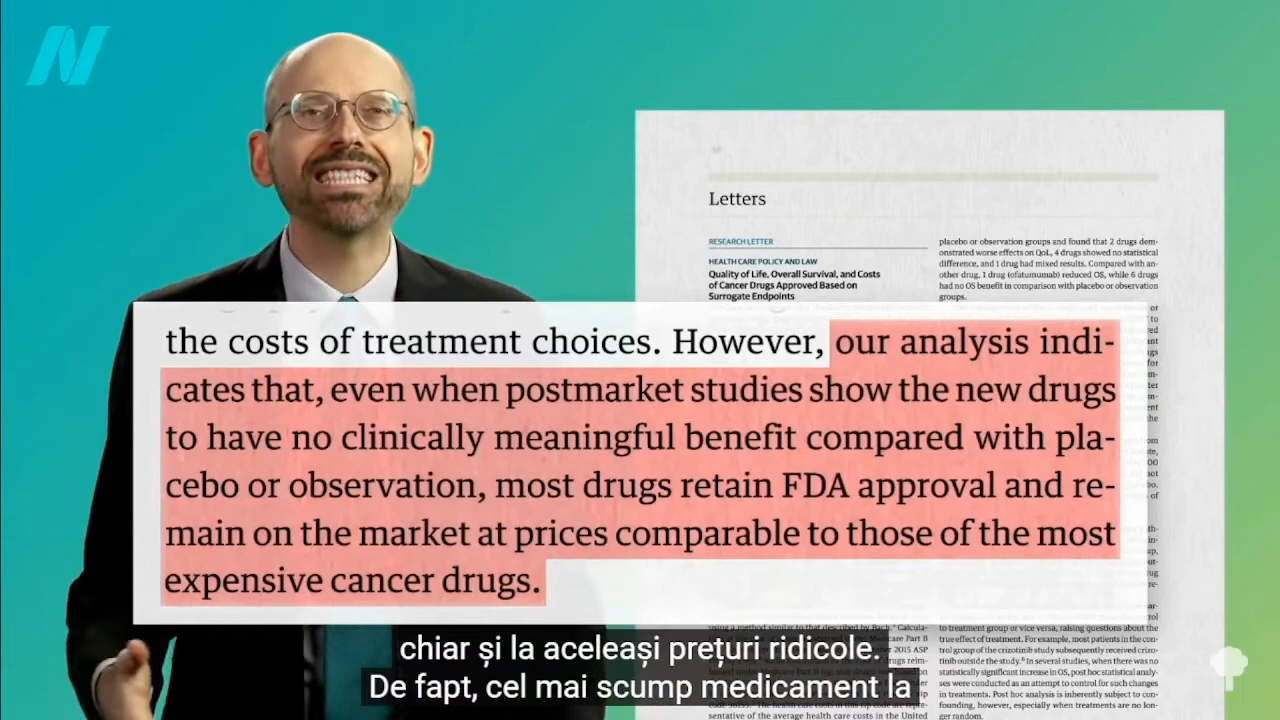 Letters
RESEARCH LETTER
HEALTH CARE POLICY AND LAW
Quality of Life, Overall Survival, and Costs
of Cancer Drugs Approved Based on
Surrogate Endpoints
placebo or observation groups and found that 2 drugs dem-
onstrated worse effects on QoL, 4 drugs showed no statistical
difference, and 1 drug had mixed results. Compared with an-
other drug, 1 drug (ofatumumab) reduced OS, while 6 drugs
had no OS benefit in comparison with placebo or observation
groups.
the costs of treatment choices. However, our analysis indi-
cates that, even when postmarket studies show the new drugs
to have no clinically meaningful benefit compared with pla-
cebo or observation, most drugs retain FDA approval and re-
main on the market at prices comparable to those of the most
expensive cancer drugs.
to treatment group or vice versa, raising questions about the
true effect of treatment. For example, most patients in the con-
trol group of the crizotinib study subsequently received crizo-
tinib outside the study. In several studies, when there was no
statistically significant increase in OS, post hoc statistical analy-
ses were conducted as an attempt to control for such changes
in treatments. Post hoc analysis is inherently subject to con-
founding, however, especially when treatments are no lon-
ger random.
chiar și la aceleași prețuri ridicole.
De fapt, cel mai scump medicament la
sentative of the average health care costs in the United